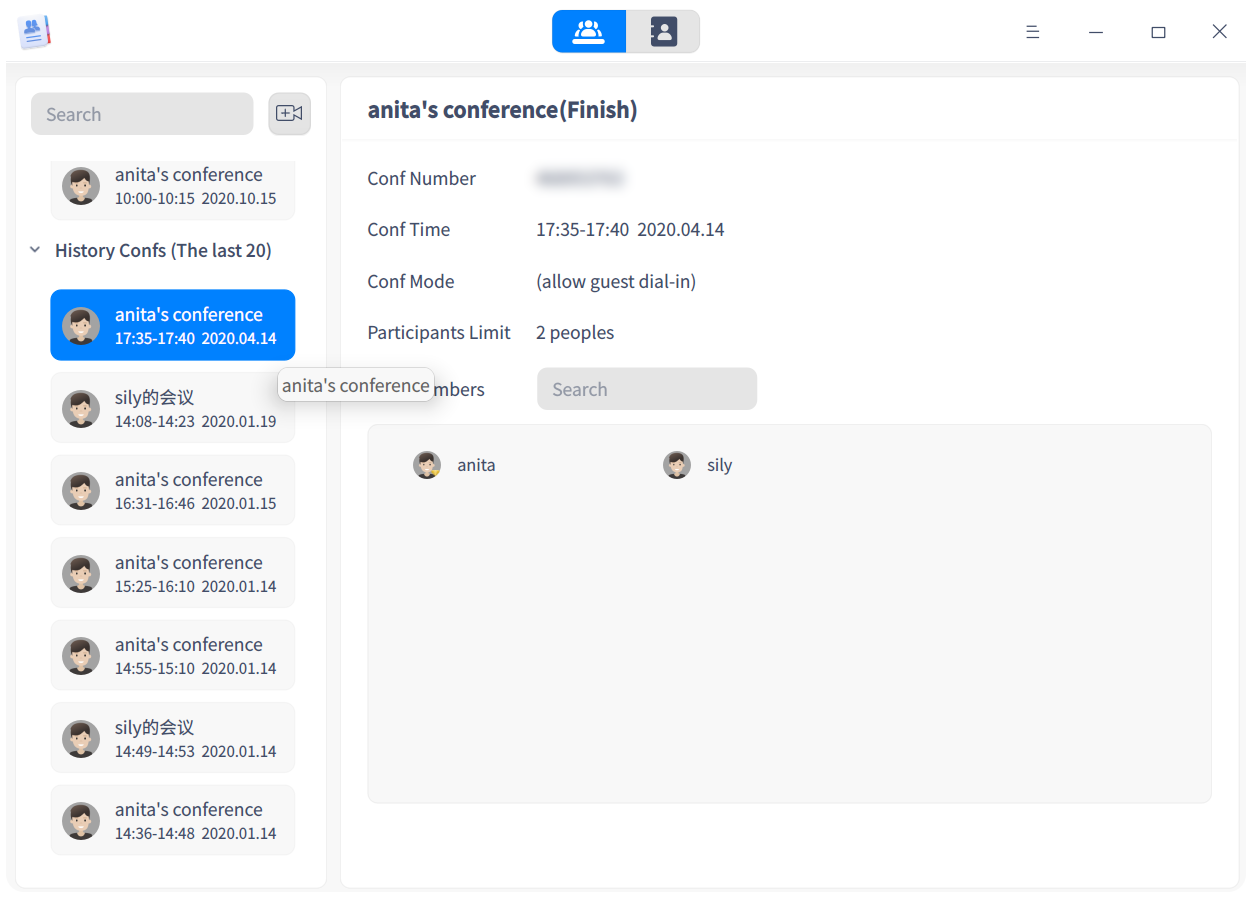 Search
anita's conference
10:00-10:15 2020.10.15
History Confs (The last 20)
anita's conference
17:35-17:40 2020.04.14
sily的会议
14:08-14:23 2020.01.19
anita's conference
16:31-16:46 2020.01.15
anita's conference
15:25-16:10 2020.01.14
anita's conference
14:55-15:10 2020.01.14
sily的会议
14:49-14:53 2020.01.14
anita's conference
14:36-14:48 2020.01.14
anita's conference
anita's conference(Finish)
Conf Number
Conf Time 17:35-17:40 2020.04.14
Conf Mode (allow guest dial-in)
Participants Limit 2 peoples
mbers Search
anita sily